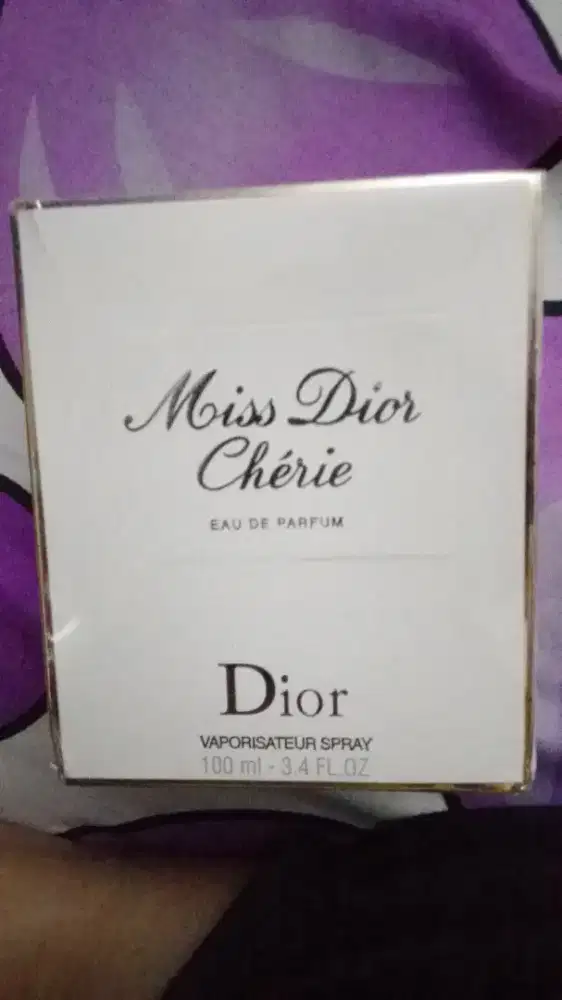 Miss Dior
Chérie
EAU DE PARFUM
Dior
VAPORISATEUR SPRAY
100 ml - 3.4 FL.OZ